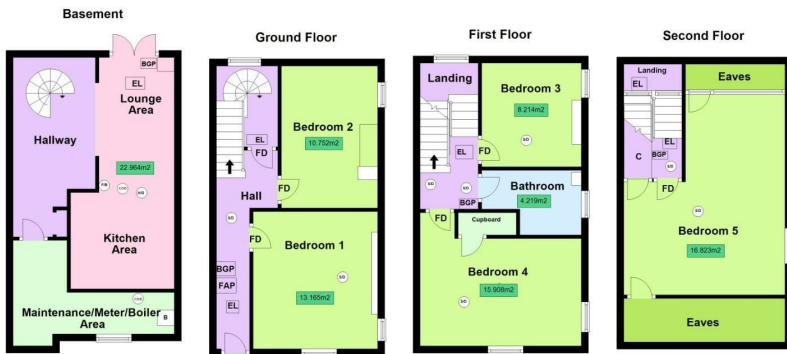 Basement
BGP
EL
Lounge
Area
Hallway
22.964m2
Kitchen
Area
Maintenance/Meter/Boiler
Area
B
Ground Floor
Bedroom 2
10.752m2
EL
FD
FD
Hall
S/D
FD
Bedroom 1
BGP
FAP
EL
S/D
13.165m2
First Floor
Landing
Bedroom 3
8.214m2
EL
S/D
FD
Bathroom
4.219m2
S/D
S/D
BGP
FD
Cupboard
Bedroom 4
15.908m2
S/D
Second Floor
Landing
EL
Eaves
EL
C
BGP
S/D
FD
S/D
Bedroom 5
16.823m2
Eaves